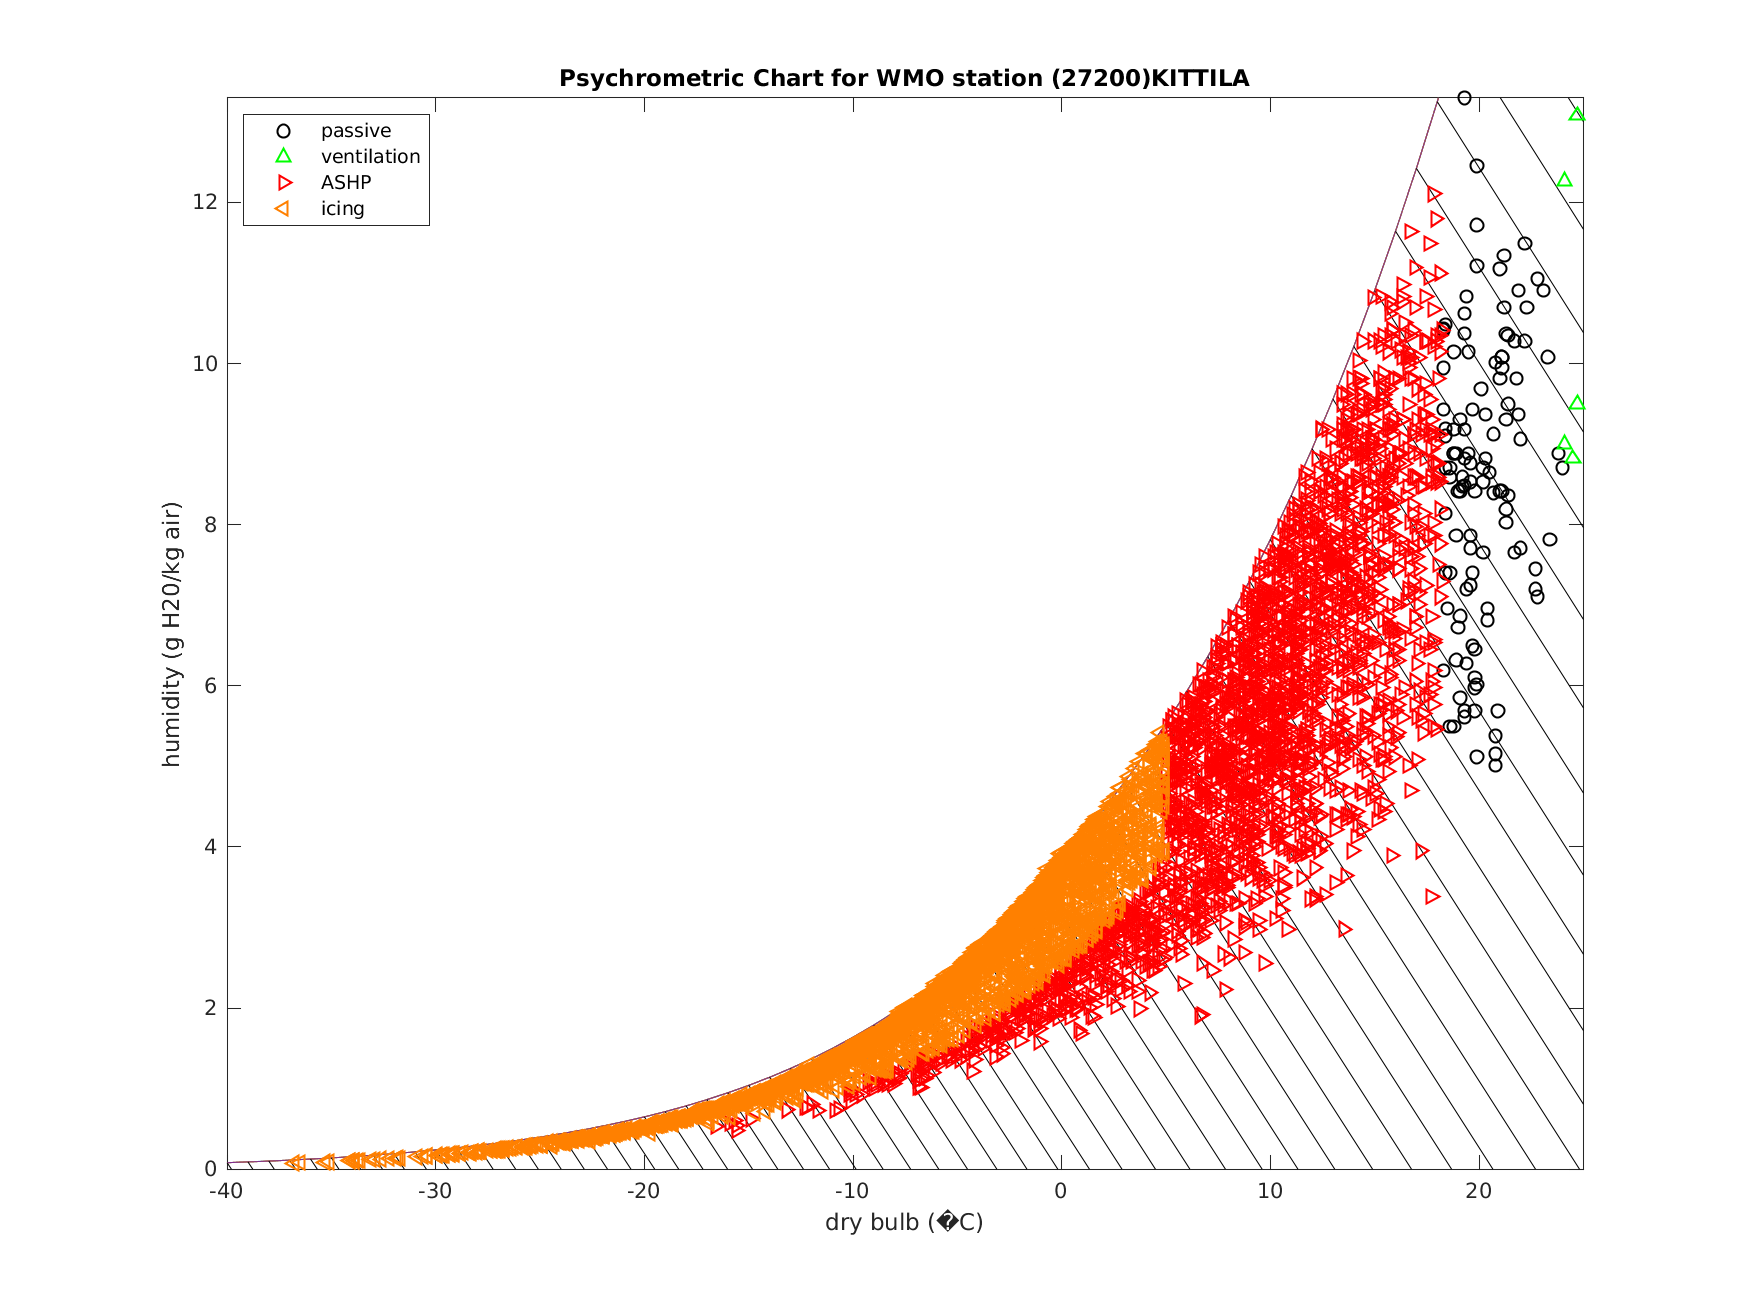 Psychrometric Chart for WMO station (27200)KITTILA
passive
ventilation
ASHP
icing
humidity (g H20/kg air)
12
10
8
6
4
2
0
-40 -30 -20 -10 0 10 20
dry bulb (�C)